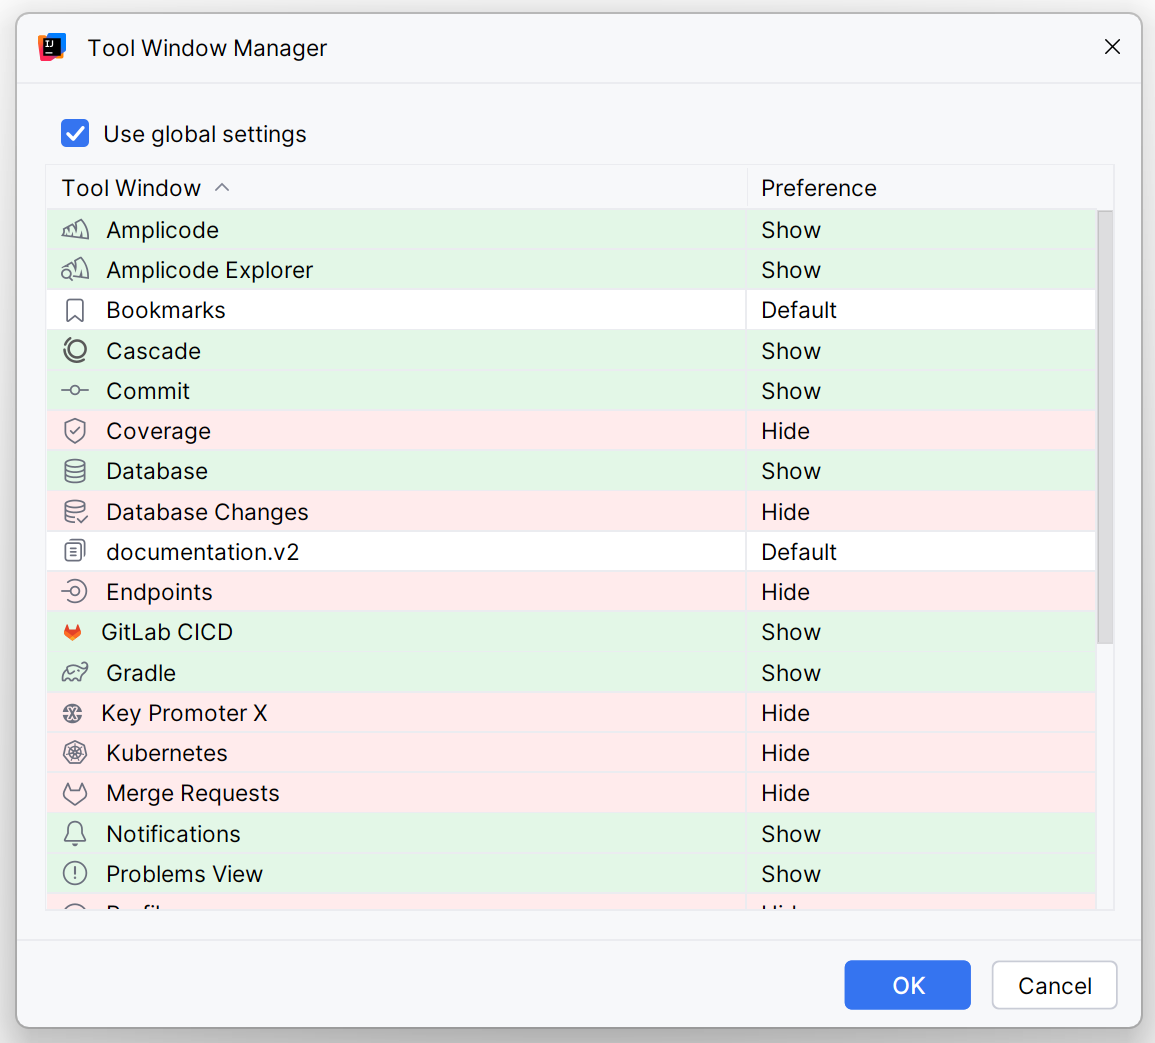 Tool Window Manager
Use global settings
Tool Window Preference
Amplicode Show
Amplicode Explorer Show
Bookmarks Default
Cascade Show
Commit Show
Coverage Hide
Database Show
Database Changes Hide
documentation.v2 Default
Endpoints Hide
GitLab CICD Show
Gradle Show
Key Promoter X Hide
Kubernetes Hide
Merge Requests Hide
Notifications Show
Problems View Show
OK Cancel